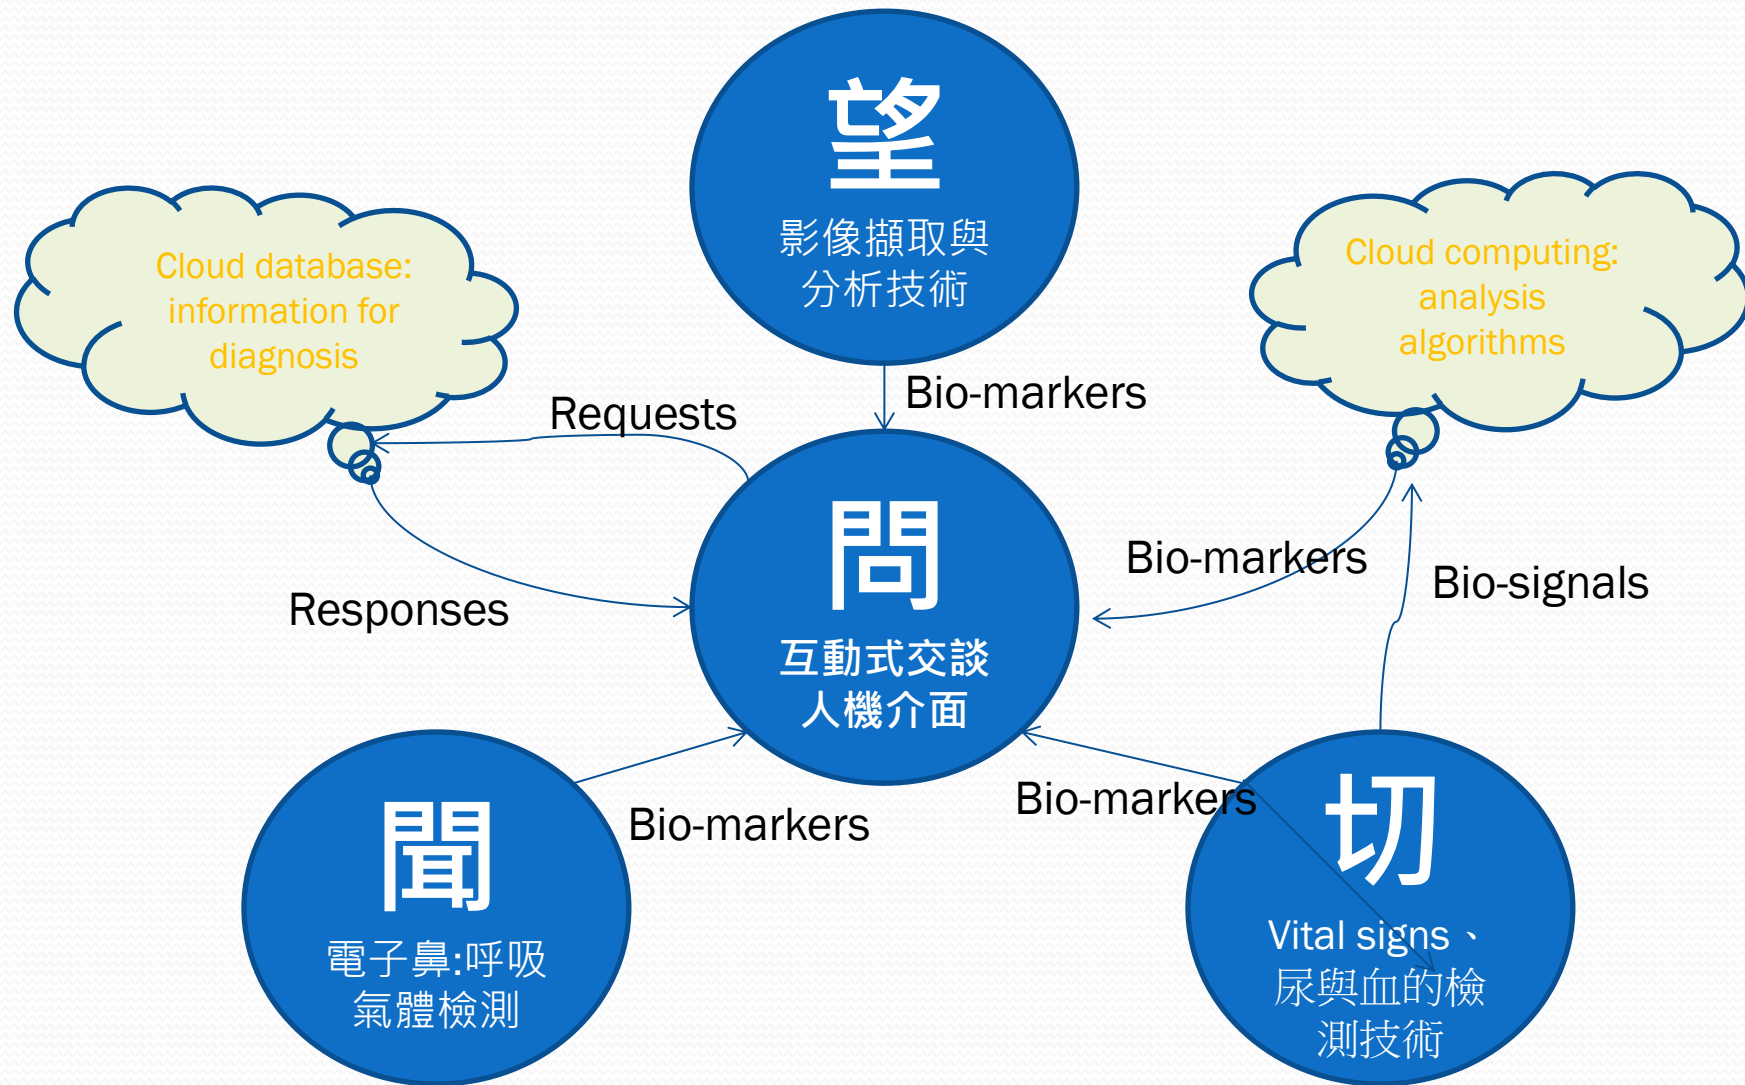 望
影像擷取與
分析技術
Cloud database:
information for
diagnosis
Cloud computing:
analysis
algorithms
Requests
Bio-markers
問
互動式交談
人機介面
Responses
Bio-markers
Bio-signals
聞
電子鼻:呼吸
氣體檢測
Bio-markers
Bio-markers
切
Vital signs、
尿與血的檢
測技術